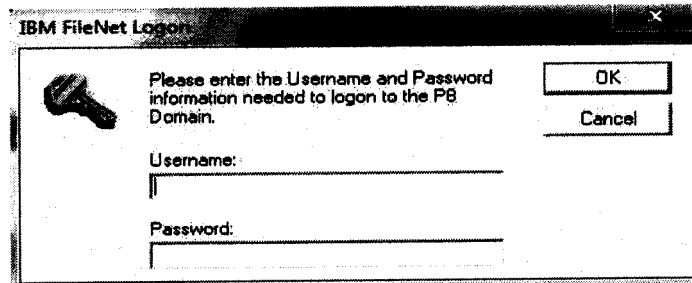 IBM FileNet Logon
Please enter the Username and Password
information needed to logon to the P8
Domain.
OK
Cancel
Username:
Password: